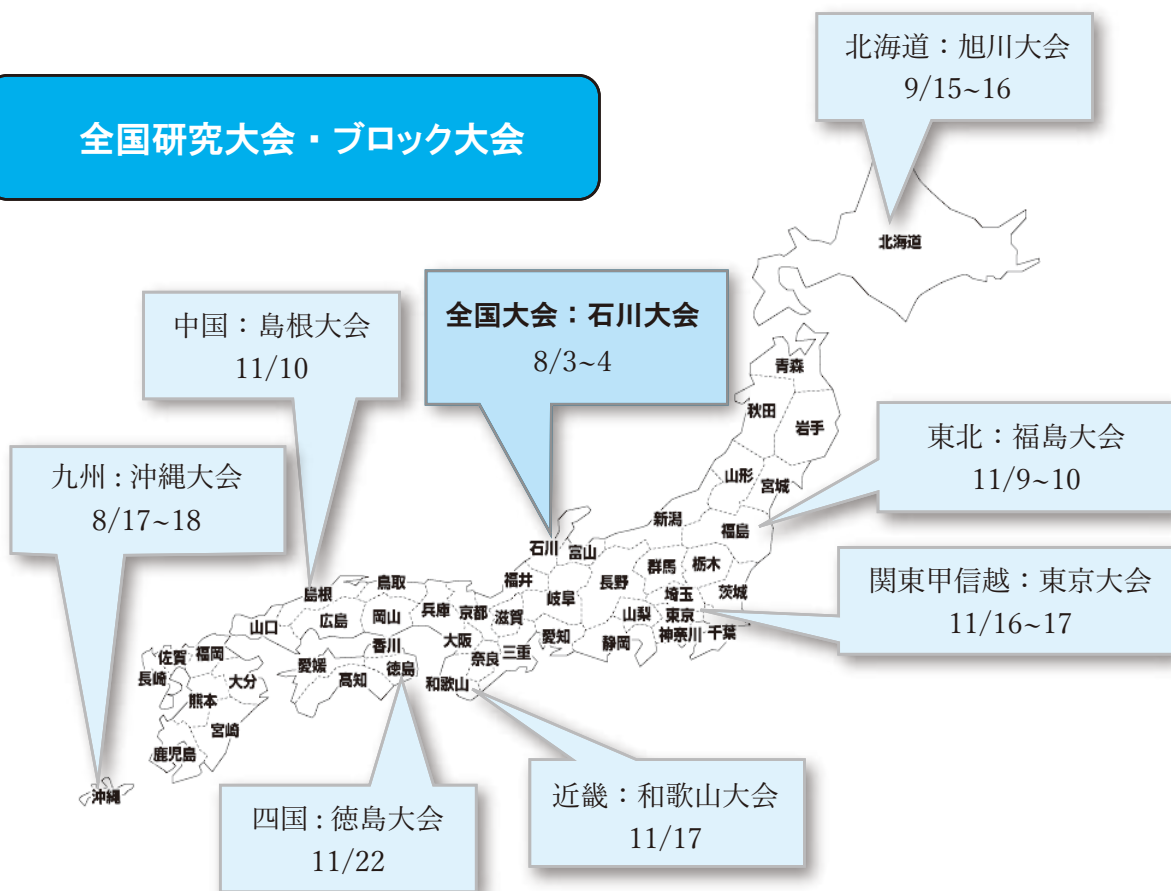 全国研究大会・ブロック大会
北海道：旭川大会
9/15~16
北海道
中国：島根大会
11/10
全国大会：石川大会
8/3~4
九州：沖縄大会
8/17~18
東北：福島大会
11/9~10
関東甲信越：東京大会
11/16~17
四国：徳島大会
11/22
近畿：和歌山大会
11/17
青森
秋田
岩手
山形
宮城
新潟
福島
石川
富山
群馬
栃木
福井
長野
茨城
埼玉
岐阜
山梨
東京
神奈川
千葉
静岡
愛知
島根
鳥取
兵庫
京都
滋賀
山口
広島
岡山
大阪
奈良
三重
香川
愛媛
徳島
高知
和歌山
佐賀
福岡
長崎
大分
熊本
宮崎
鹿児島
沖縄